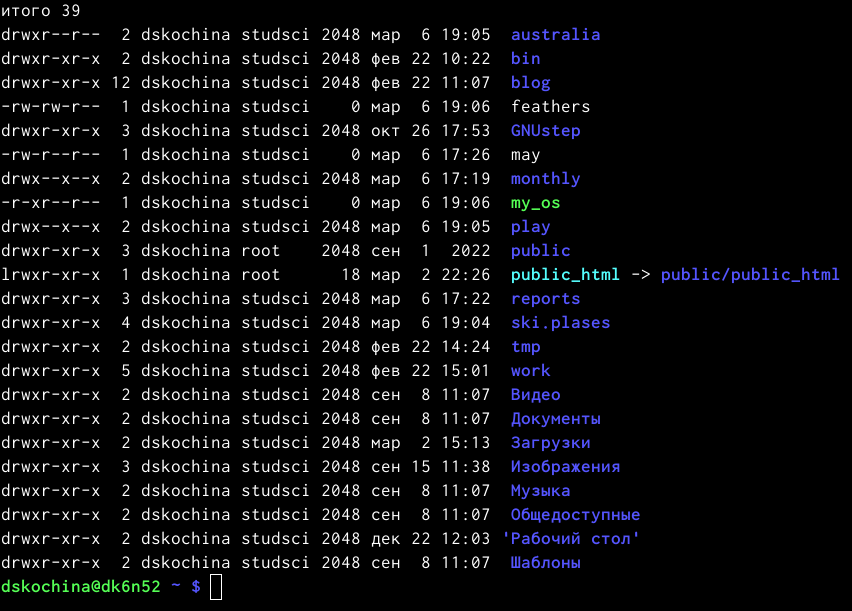 итого 39
drwxr--r--  2 dskochina studsci 2048 мар  6 19:05  australia
drwxr-xr-x  2 dskochina studsci 2048 фев 22 10:22  bin
drwxr-xr-x 12 dskochina studsci 2048 фев 22 11:07  blog
-rw-rw-r--  1 dskochina studsci    0 мар  6 19:06  feathers
drwxr-xr-x  3 dskochina studsci 2048 окт 26 17:53  GNUstep
-rw-r--r--  1 dskochina studsci    0 мар  6 17:26  may
drwx--x--x  2 dskochina studsci 2048 мар  6 17:19  monthly
-r-xr--r--  1 dskochina studsci    0 мар  6 19:06  my_os
drwx--x--x  2 dskochina studsci 2048 мар  6 19:05  play
drwxr-xr-x  3 dskochina root    2048 сен  1  2022  public
lrwxr-xr-x  1 dskochina root      18 мар  2 22:26  public_html -> public/public_html
drwxr-xr-x  3 dskochina studsci 2048 мар  6 17:22  reports
drwxr-xr-x  4 dskochina studsci 2048 мар  6 19:04  ski.plases
drwxr-xr-x  2 dskochina studsci 2048 фев 22 14:24  tmp
drwxr-xr-x  5 dskochina studsci 2048 фев 22 15:01  work
drwxr-xr-x  2 dskochina studsci 2048 сен  8 11:07  Видео
drwxr-xr-x  2 dskochina studsci 2048 сен  8 11:07  Документы
drwxr-xr-x  2 dskochina studsci 2048 мар  2 15:13  Загрузки
drwxr-xr-x  3 dskochina studsci 2048 сен 15 11:38  Изображения
drwxr-xr-x  2 dskochina studsci 2048 сен  8 11:07  Музыка
drwxr-xr-x  2 dskochina studsci 2048 сен  8 11:07  Общедоступные
drwxr-xr-x  2 dskochina studsci 2048 дек 22 12:03 'Рабочий стол'
drwxr-xr-x  2 dskochina studsci 2048 сен  8 11:07  Шаблоны
dskochina@dk6n52 ~ $